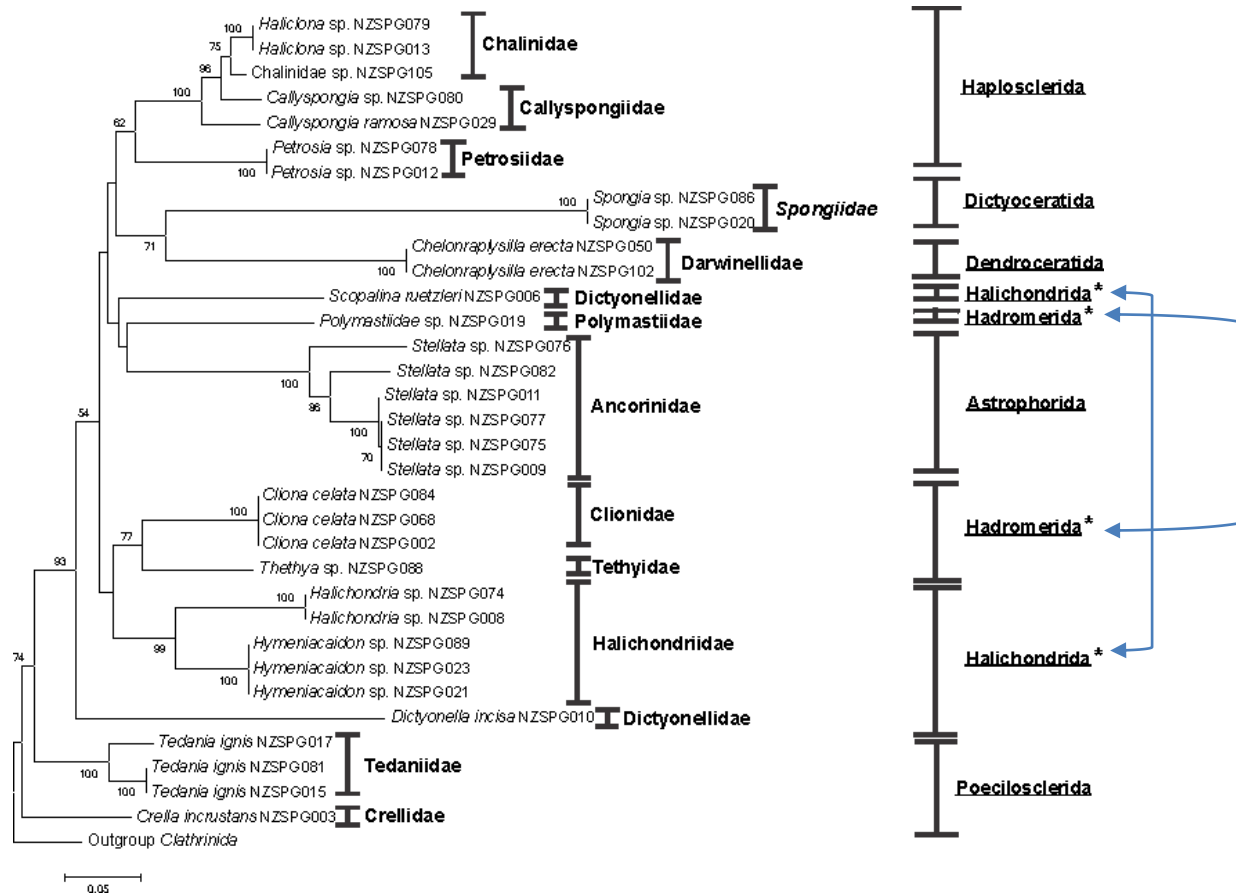 Haliclona sp. NZSPG079
Haliclona sp. NZSPG013
Chalinidae sp. NZSPG105
Callyspongia sp. NZSPG080
Callyspongia ramosa NZSPG029
Petrosia sp. NZSPG078
Petrosia sp. NZSPG012
Spongia sp. NZSPG086
Spongia sp. NZSPG020
Chelonraplysilla erecta NZSPG050
Chelonraplysilla erecta NZSPG102
Scopalina ruetzleri NZSPG006
Polymastiidae sp. NZSPG019
Stellata sp. NZSPG076
Stellata sp. NZSPG082
Stellata sp. NZSPG011
Stellata sp. NZSPG077
Stellata sp. NZSPG075
Stellata sp. NZSPG009
Cliona celata NZSPG084
Cliona celata NZSPG068
Cliona celata NZSPG002
Thethya sp. NZSPG088
Halichondria sp. NZSPG074
Halichondria sp. NZSPG008
Hymeniacaidon sp. NZSPG089
Hymeniacaidon sp. NZSPG023
Hymeniacaidon sp. NZSPG021
Dictyonella incisa NZSPG010
Tedania ignis NZSPG017
Tedania ignis NZSPG081
Tedania ignis NZSPG015
Crella incrustans NZSPG003
Outgroup Clathrinida
100
75
96
100
62
100
100
71
100
100
96
100
70
54
100
77
100
99
100
93
74
100
100
0.05
Chalinidae
Callyspongiidae
Petrosiidae
Spongiidae
Darwinellidae
Dictyonellidae
Polymastiidae
Ancorinidae
Clionidae
Tethyidae
Halichondriidae
Dictyonellidae
Tedaniidae
Crellidae
Haplosclerida
Dictyoceratida
Dendroceratida
Halichondrida*
Hadromerida*
Astrophorida
Hadromerida*
Halichondrida*
Poecilosclerida